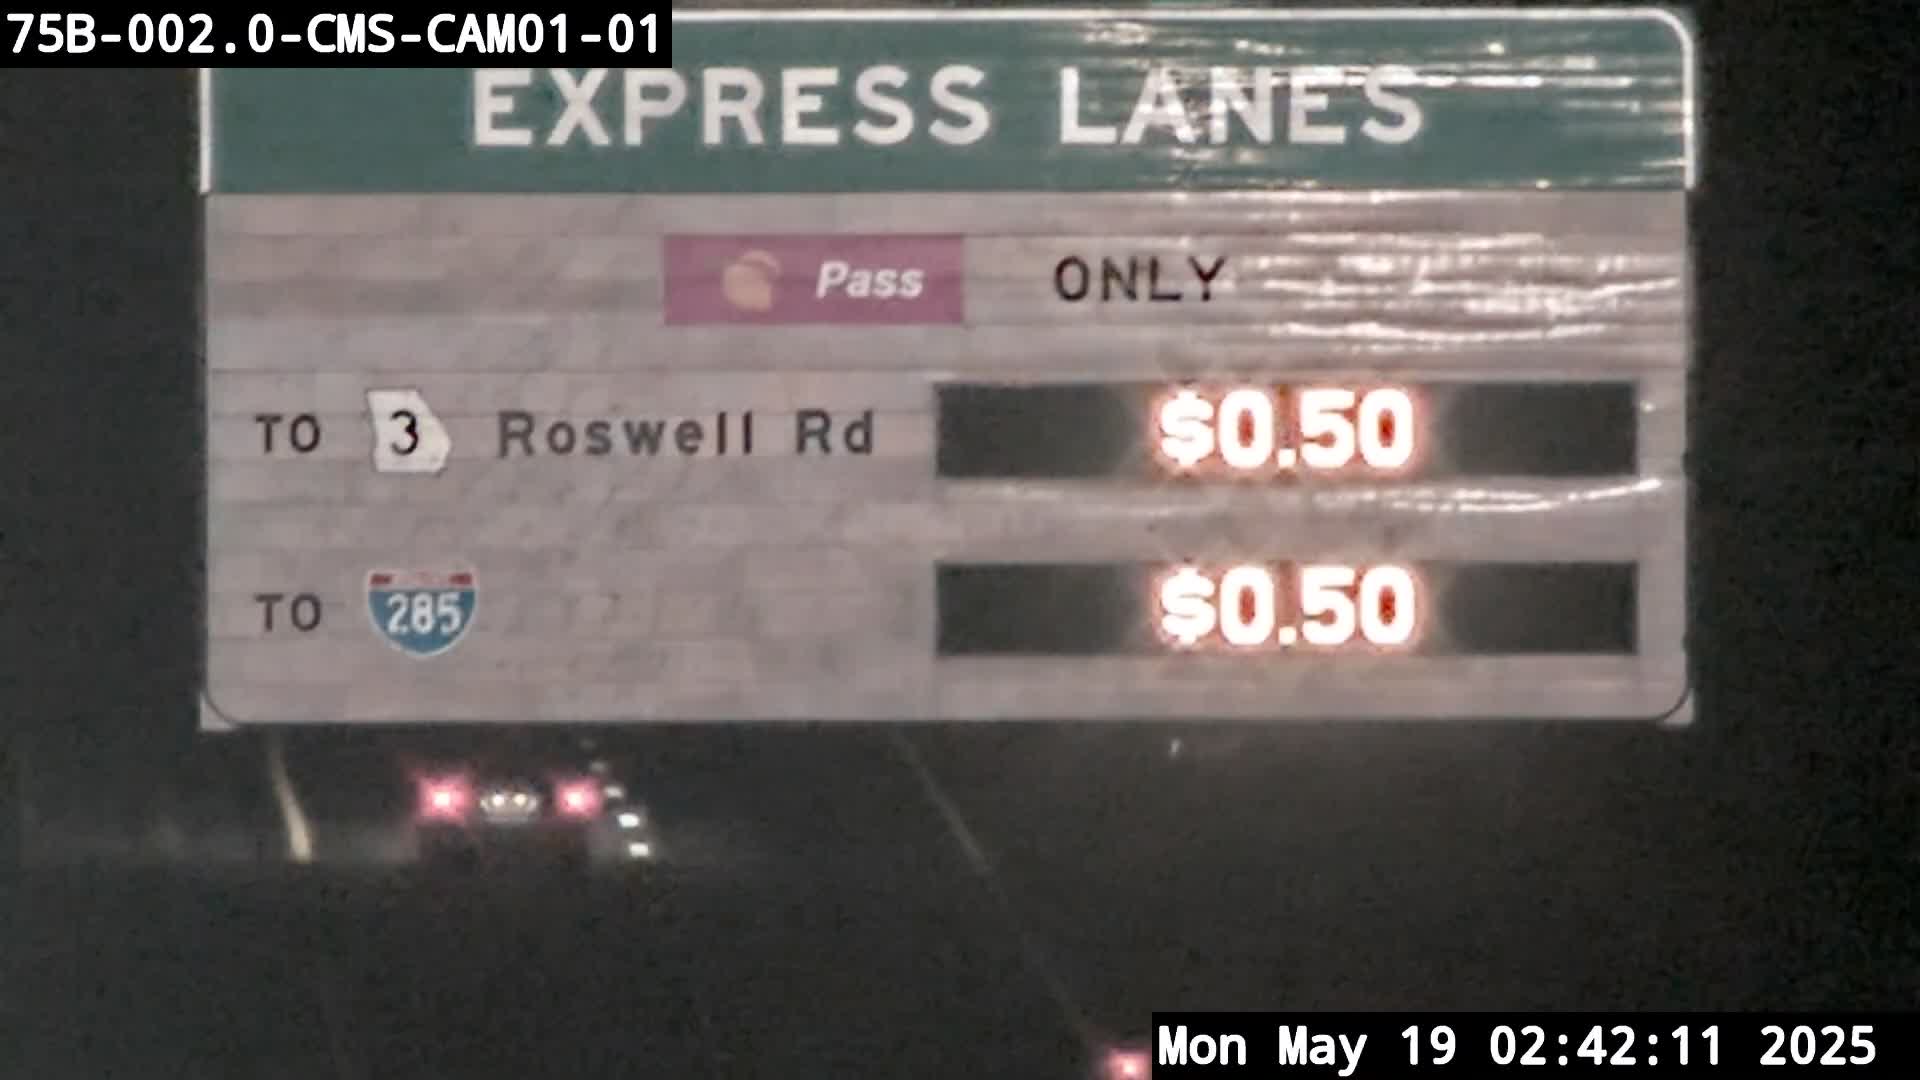 75B-002.0-CMS-CAM01-01
EXPRESS LANES
Pass ONLY
TO 3 Roswell Rd $0.50
TO 285 $0.50
Mon May 19 02:42:11 2025